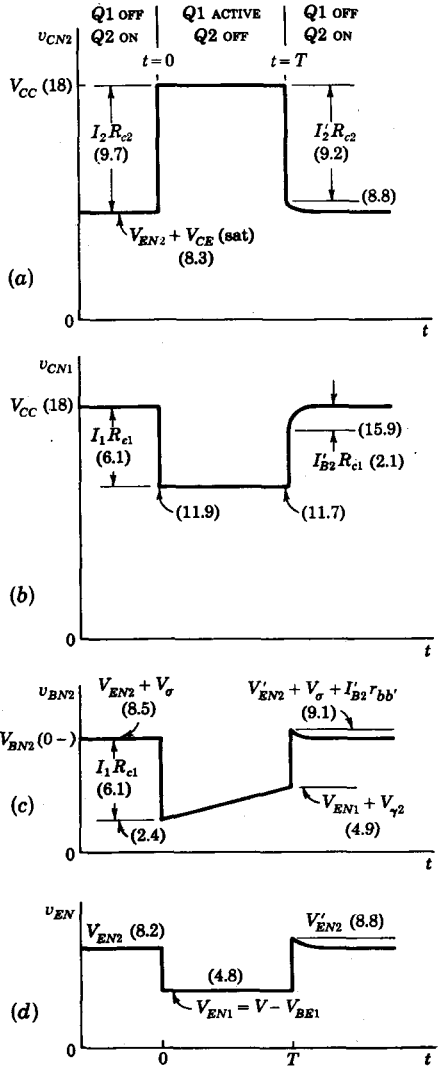 Q1 OFF Q1 ACTIVE Q1 OFF
Q2 ON Q2 OFF Q2 ON
v_CN2
t=0 t=T
V_CC (18)
I_2R_c2
(9.7)
I′_2R_c2
(9.2)
(8.8)
V_EN2 + V_CE (sat)
(8.3)
(a)
0
t
v_CN1
V_CC (18)
I_1R_c1
(6.1)
(15.9)
I′_B2R_c1 (2.1)
(11.9)
(11.7)
(b)
0
t
v_BN2
V_EN2 + V_σ
(8.5)
V′_EN2 + V_σ + I′_B2 r_bb′
(9.1)
V_BN2 (0−)
I_1R_c1
(6.1)
(c)
(2.4)
V_EN1 + V_γ2
(4.9)
0
t
v_EN
V_EN2 (8.2)
V′_EN2 (8.8)
(4.8)
(d)
V_EN1 = V − V_BE1
0
0 T t